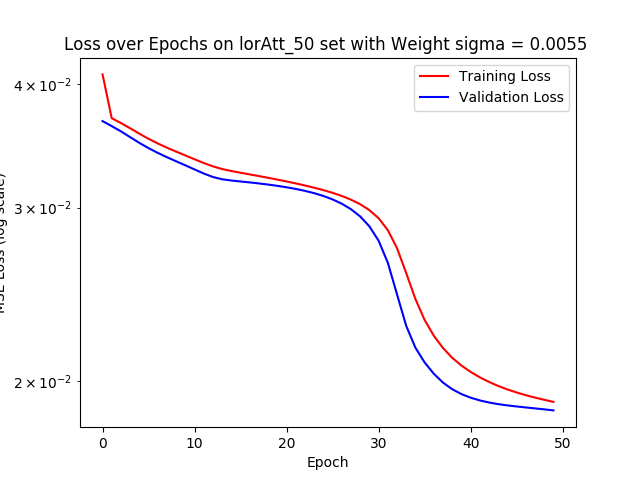 Loss over Epochs on lorAtt_50 set with Weight sigma = 0.0055
Training Loss
Validation Loss
4 × 10⁻²
3 × 10⁻²
2 × 10⁻²
MSE Loss (log scale)
0 10 20 30 40 50
Epoch